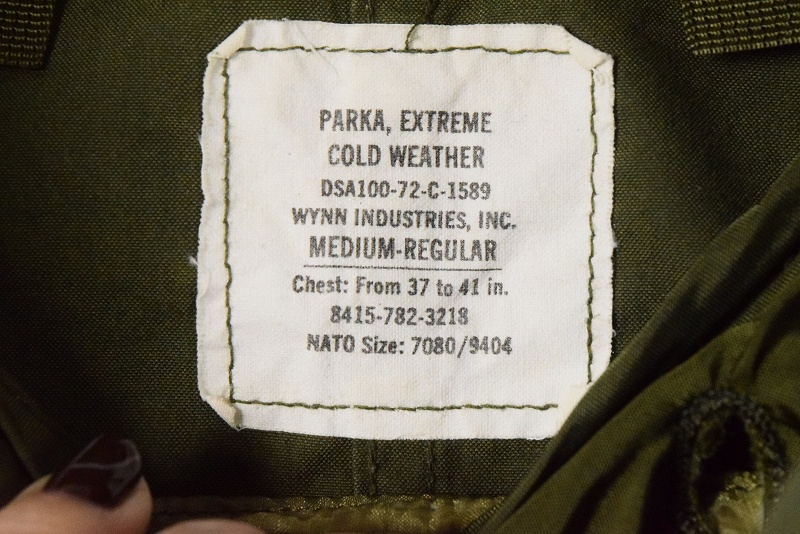 PARKA, EXTREME
COLD WEATHER
DSA100-72-C-1589
WYNN INDUSTRIES, INC.
MEDIUM-REGULAR
Chest: From 37 to 41 in.
8415-782-3218
NATO Size: 7080/9404